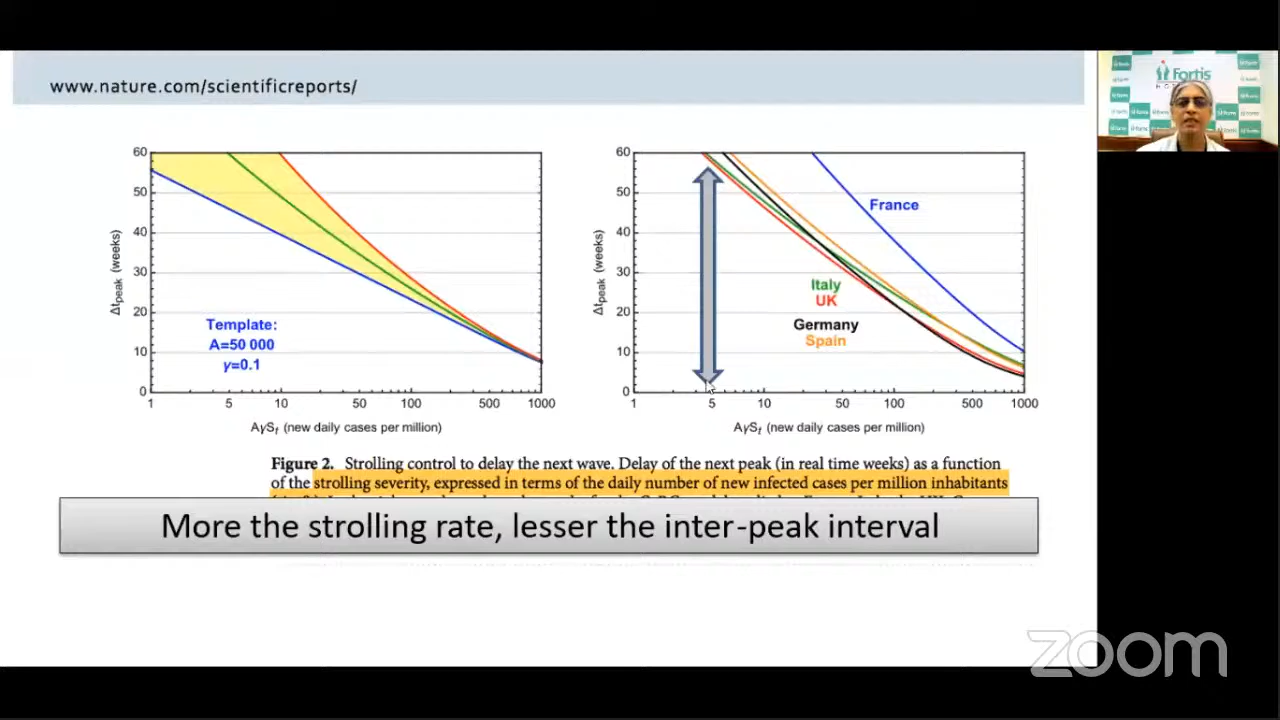 www.nature.com/scientificreports/
Fortis
60
50
40
30
20
10
0
Δt_peak (weeks)
Template:
A=50 000
γ=0.1
1 5 10 50 100 500 1000
AγS_t (new daily cases per million)
60
50
40
30
20
10
0
Δt_peak (weeks)
France
Italy
UK
Germany
Spain
1 5 10 50 100 500 1000
AγS_t (new daily cases per million)
Figure 2. Strolling control to delay the next wave. Delay of the next peak (in real time weeks) as a function
of the strolling severity, expressed in terms of the daily number of new infected cases per million inhabitants
More the strolling rate, lesser the inter-peak interval
zoom